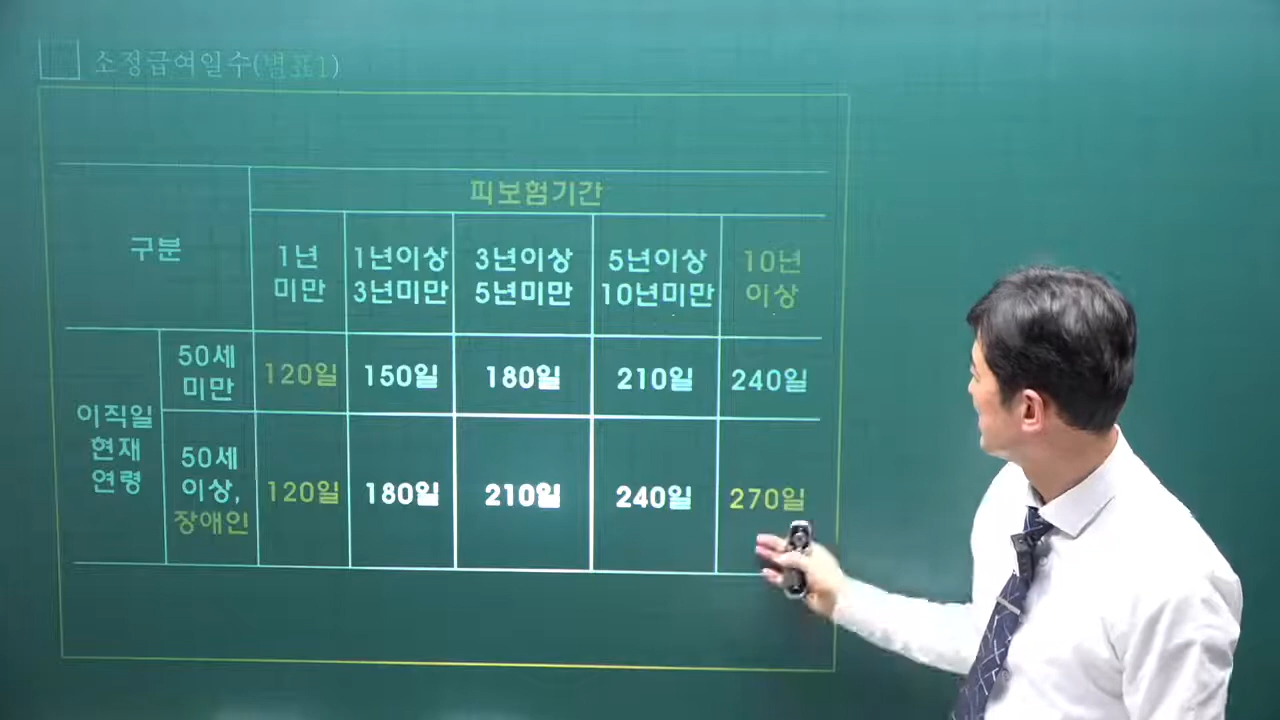 소정급여일수(별표1)
피보험기간
구분
1년
미만
1년이상
3년미만
3년이상
5년미만
5년이상
10년미만
10년
이상
이직일
현재
연령
50세
미만
120일
150일
180일
210일
240일
50세
이상,
장애인
120일
180일
210일
240일
270일